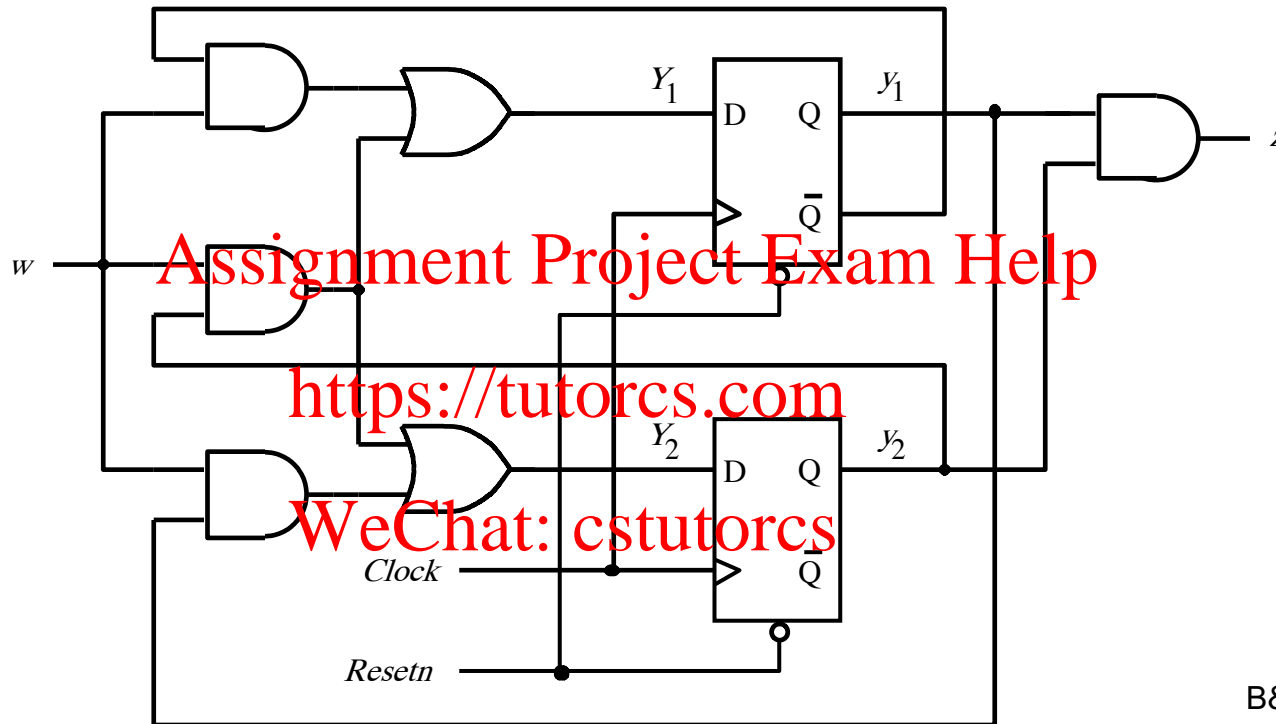 Y1
y1
D
Q
Q
z
w
Assignment Project Exam Help
https://tutorcs.com
Y2
y2
D
Q
WeChat: cstutorcs
Clock
Q
Resetn
B&